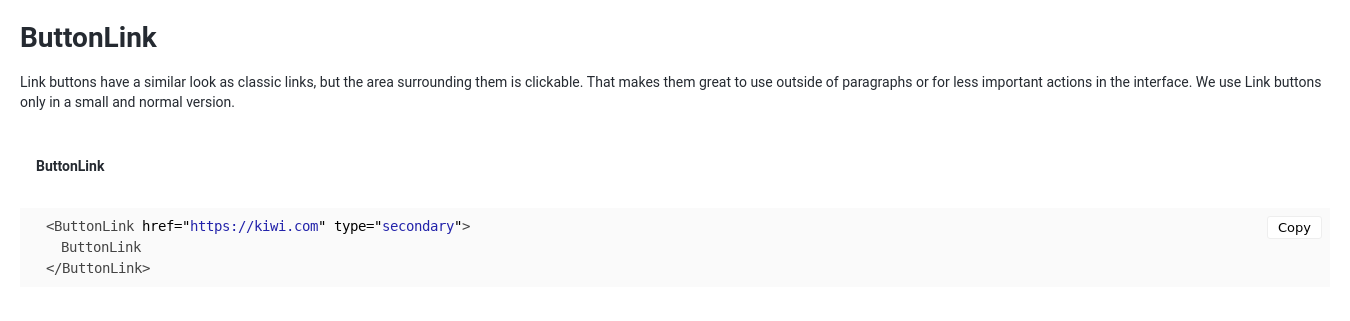 ButtonLink
Link buttons have a similar look as classic links, but the area surrounding them is clickable. That makes them great to use outside of paragraphs or for less important actions in the interface. We use Link buttons
only in a small and normal version.
ButtonLink
<ButtonLink href="https://kiwi.com" type="secondary">
Copy
ButtonLink
</ButtonLink>